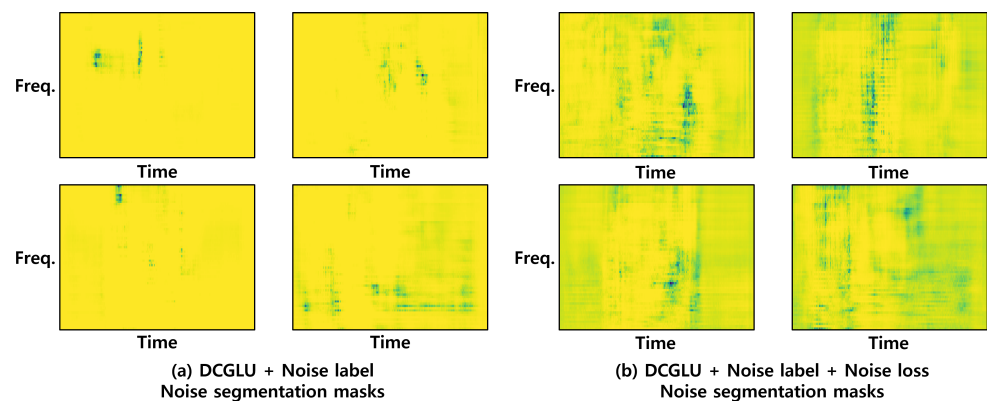 Freq.
Time
Time
Freq.
Time
Time
Freq.
Time
Time
Freq.
Time
Time
(a) DCGLU + Noise label
Noise segmentation masks
(b) DCGLU + Noise label + Noise loss
Noise segmentation masks